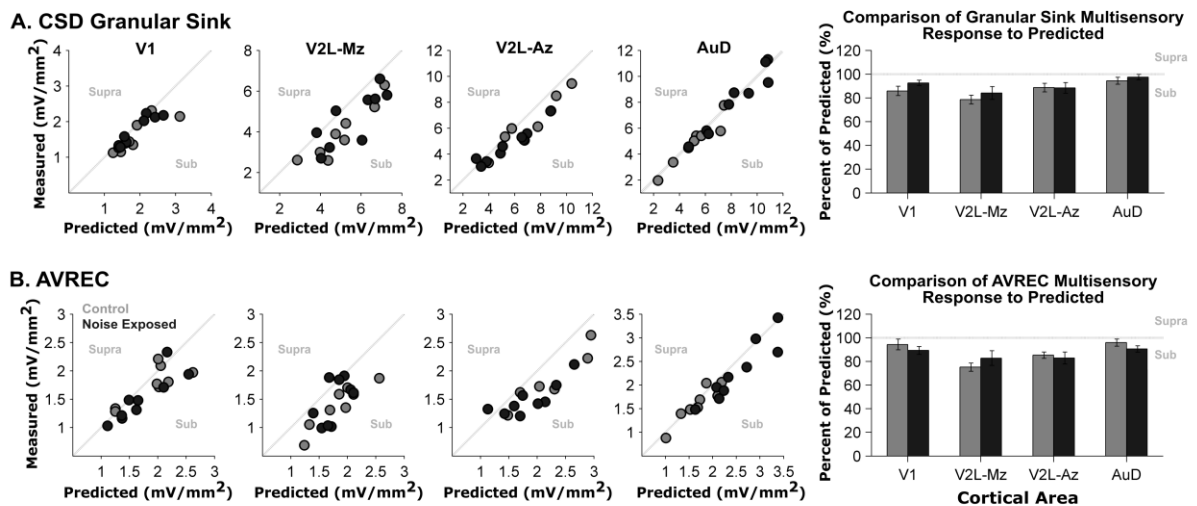 A. CSD Granular Sink
V1
V2L-Mz
V2L-Az
AuD
Measured (mV/mm²)
4
3
2
1
Supra
Sub
1 2 3 4
Predicted (mV/mm²)
8
6
4
2
Supra
Sub
2 4 6 8
Predicted (mV/mm²)
12
10
8
6
4
2
Supra
Sub
2 4 6 8 10 12
Predicted (mV/mm²)
12
10
8
6
4
2
Supra
Sub
2 4 6 8 10 12
Predicted (mV/mm²)
Comparison of Granular Sink Multisensory
Response to Predicted
Percent of Predicted (%)
120
100
80
60
40
20
0
Supra
Sub
V1 V2L-Mz V2L-Az AuD
B. AVREC
Control
Noise Exposed
Measured (mV/mm²)
3
2.5
2
1.5
1
Supra
Sub
1 1.5 2 2.5 3
Predicted (mV/mm²)
3
2.5
2
1.5
1
Supra
Sub
1 1.5 2 2.5 3
Predicted (mV/mm²)
3
2.5
2
1.5
1
Supra
Sub
1 1.5 2 2.5 3
Predicted (mV/mm²)
3.5
3
2.5
2
1.5
1
Supra
Sub
1 1.5 2 2.5 3 3.5
Predicted (mV/mm²)
Comparison of AVREC Multisensory
Response to Predicted
Percent of Predicted (%)
120
100
80
60
40
20
0
Supra
Sub
V1 V2L-Mz V2L-Az AuD
Cortical Area